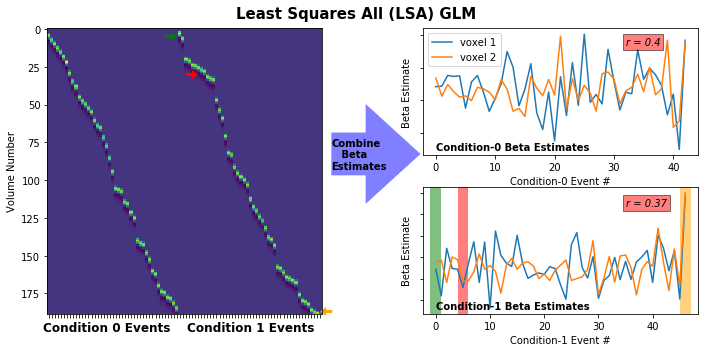 Least Squares All (LSA) GLM
0
25
50
75
100
125
150
175
Volume Number
Condition 0 Events
Condition 1 Events
Combine
Beta
Estimates
voxel 1
voxel 2
r = 0.4
Beta Estimate
Condition-0 Beta Estimates
0 10 20 30 40
Condition-0 Event #
r = 0.37
Beta Estimate
Condition-1 Beta Estimates
0 10 20 30 40
Condition-1 Event #